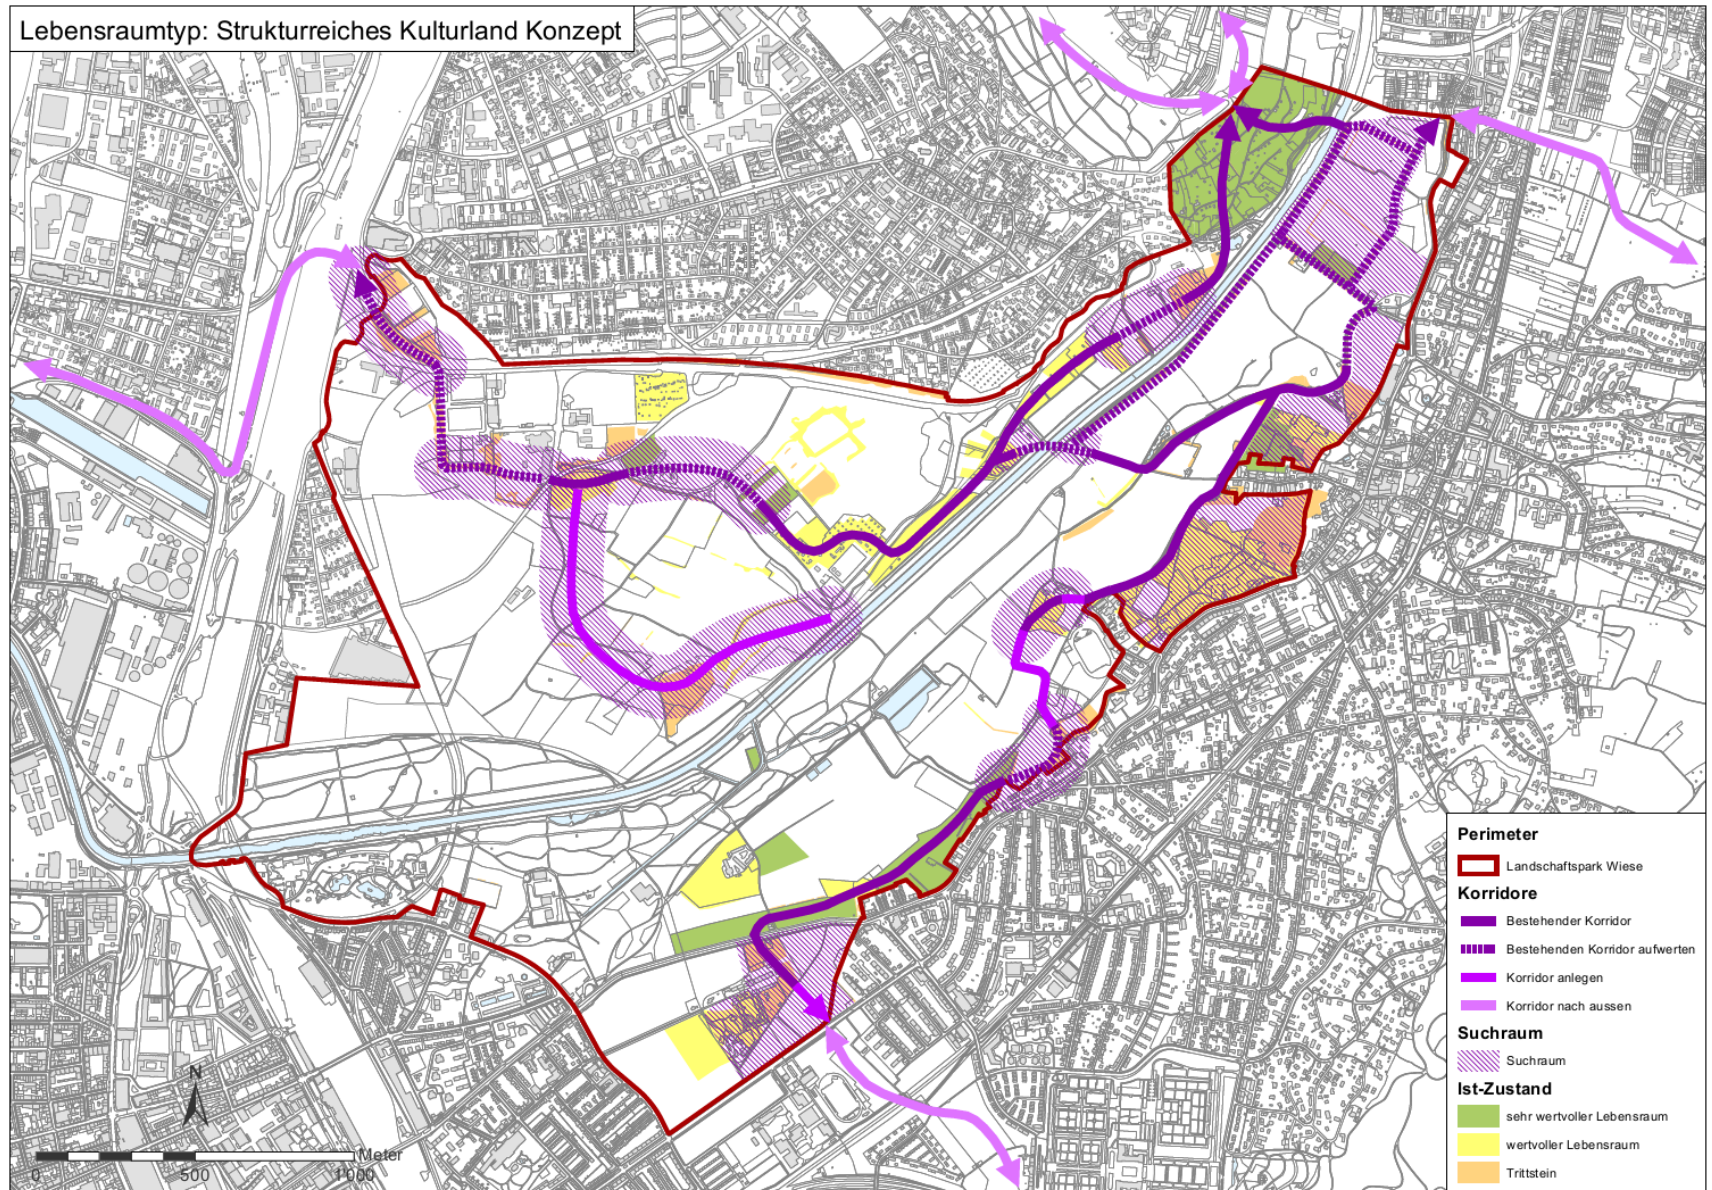 Lebensraumtyp: Strukturreiches Kulturland Konzept
N
Meter
0 500 1'000
Perimeter
Landschaftspark Wiese
Korridore
Bestehender Korridor
Bestehenden Korridor aufwerten
Korridor anlegen
Korridor nach aussen
Suchraum
Suchraum
Ist-Zustand
sehr wertvoller Lebensraum
wertvoller Lebensraum
Trittstein